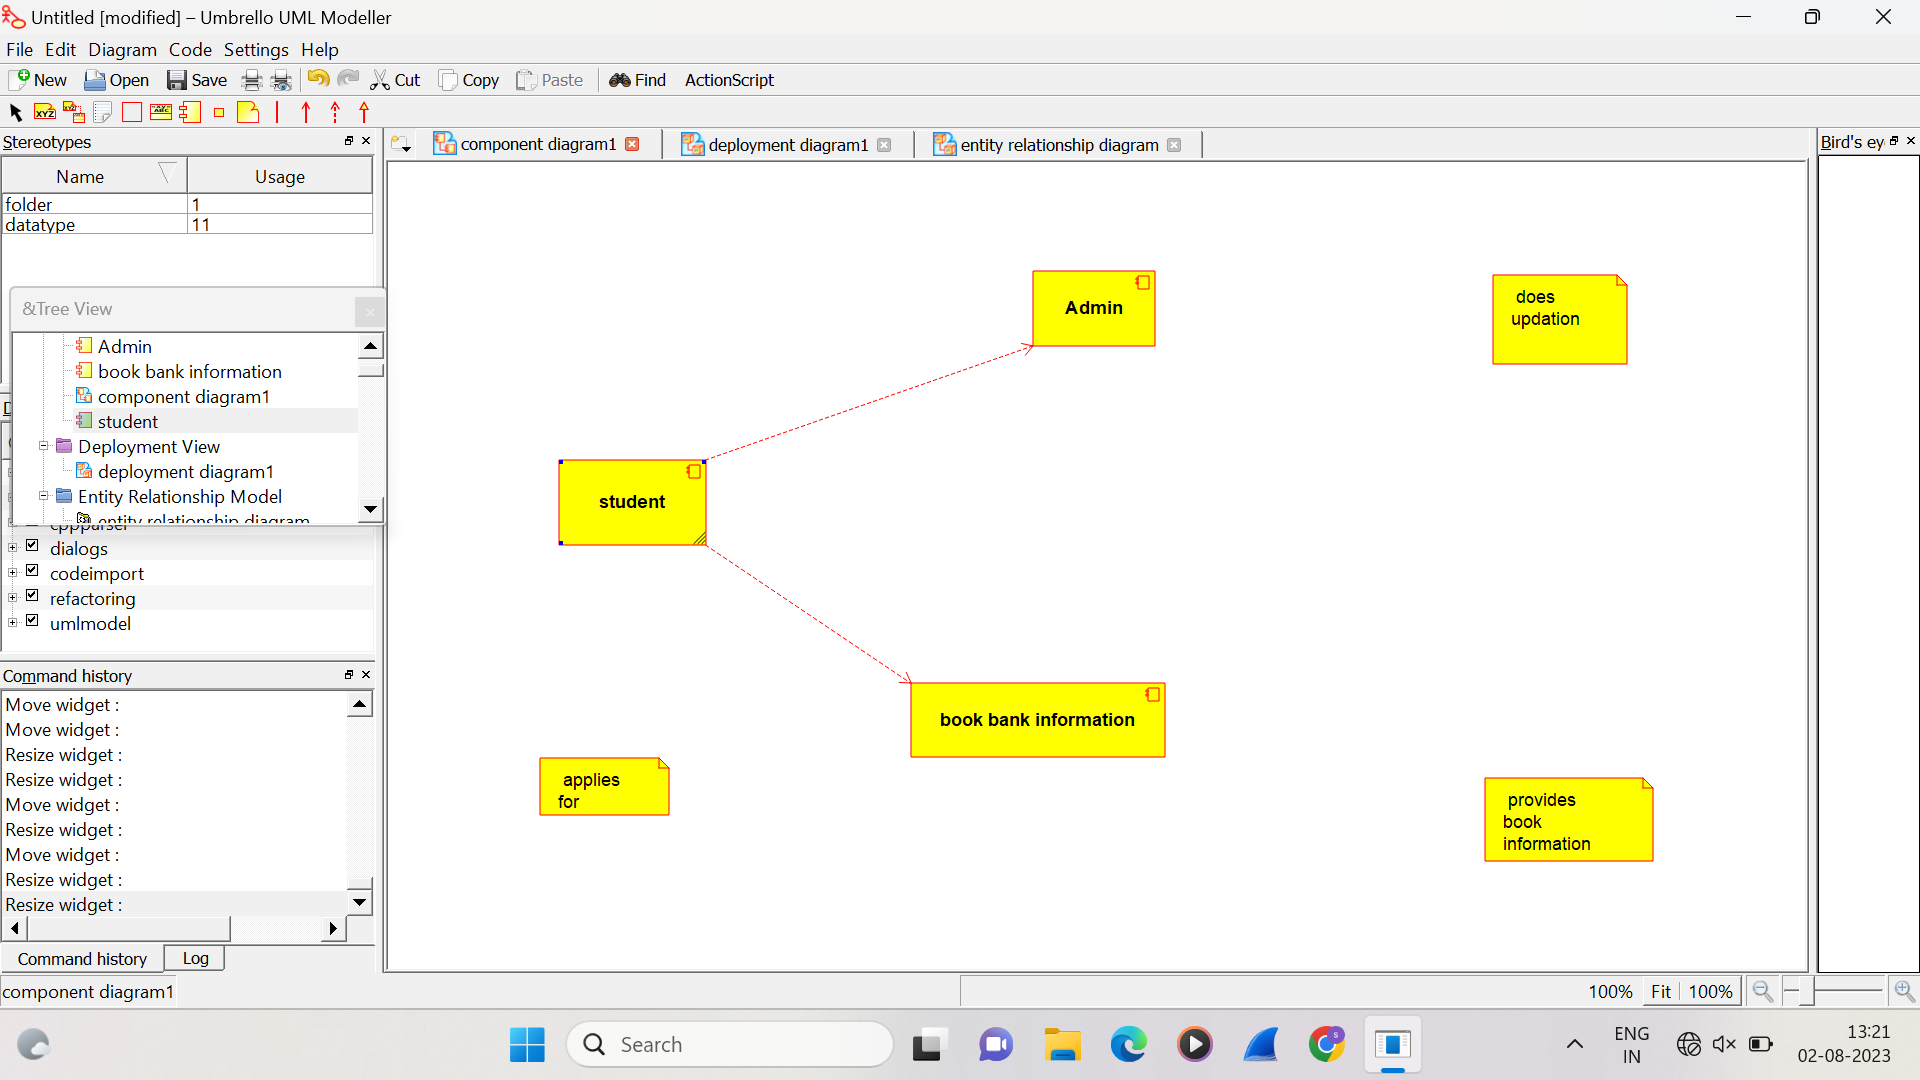 Untitled [modified] – Umbrello UML Modeller
File Edit Diagram Code Settings Help
New Open Save Cut Copy Paste Find ActionScript
XYZ
Stereotypes
Name Usage
folder 1
datatype 11
&Tree View
Admin
book bank information
component diagram1
student
Deployment View
deployment diagram1
Entity Relationship Model
entity relationship diagram
cppparser
dialogs
codeimport
refactoring
umlmodel
Command history
Move widget :
Move widget :
Resize widget :
Resize widget :
Move widget :
Resize widget :
Move widget :
Resize widget :
Resize widget :
Command history Log
component diagram1
component diagram1 deployment diagram1 entity relationship diagram
Admin
does
updation
student
book bank information
applies
for
provides
book
information
Bird's ey
100% Fit 100%
Search
ENG
IN
13:21
02-08-2023